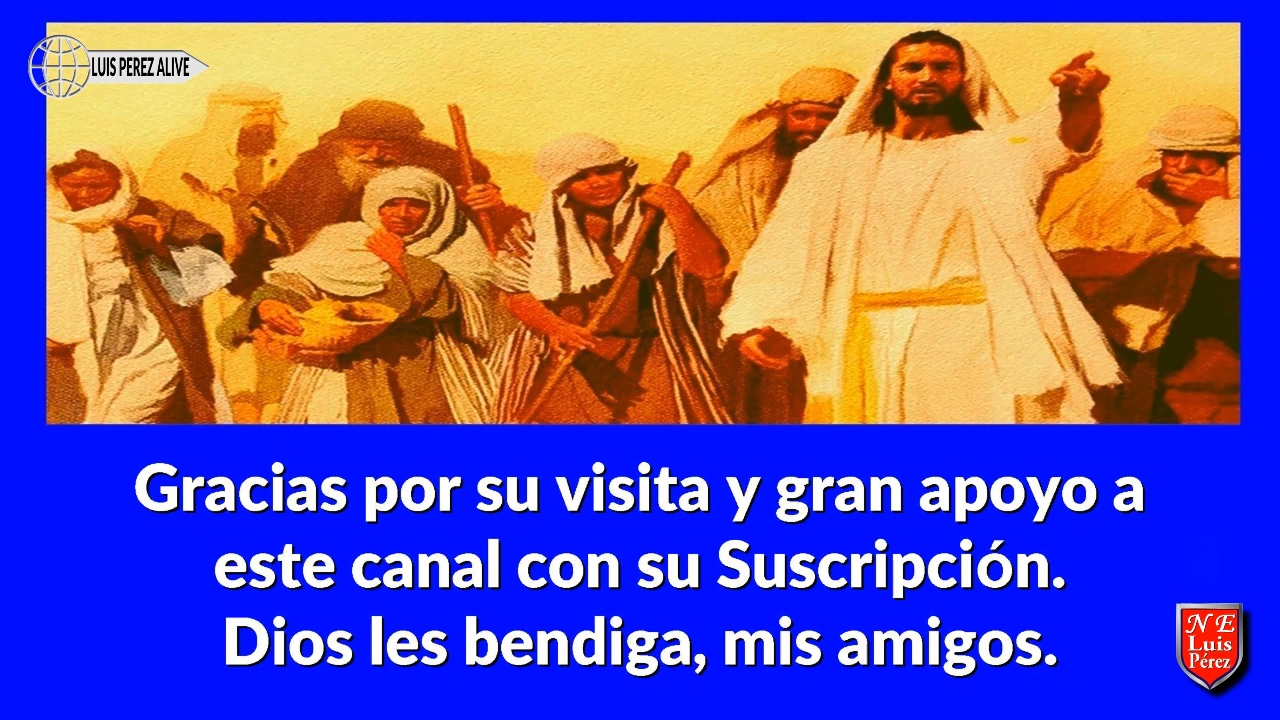 LUIS PEREZ ALIVE
Gracias por su visita y gran apoyo a
este canal con su Suscripción.
Dios les bendiga, mis amigos.
N E
Luis
Pérez